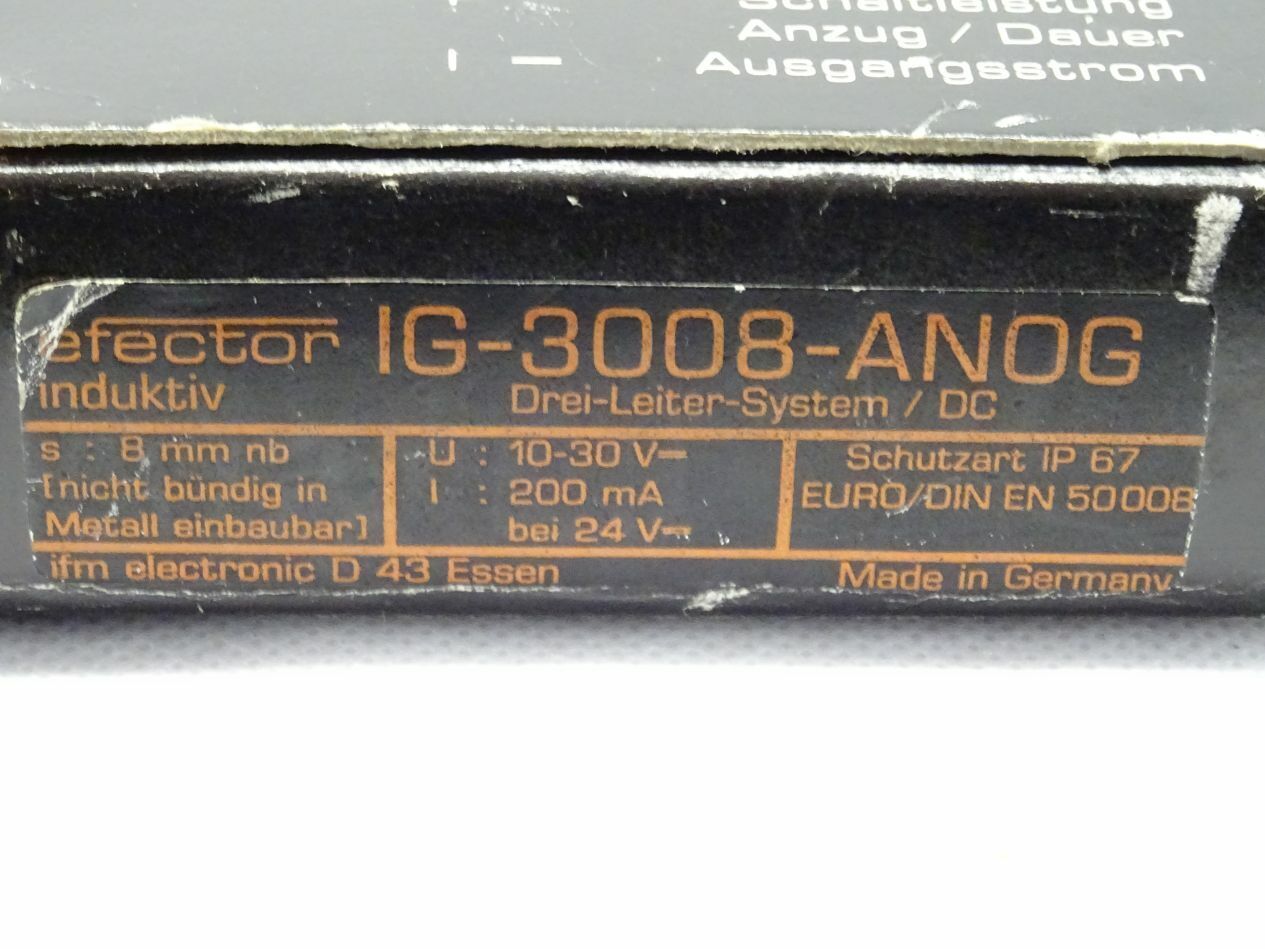 Schaltleistung
Anzug / Dauer
I — Ausgangsstrom
efector IG-3008-ANOG
induktiv Drei-Leiter-System / DC
s : 8 mm nb
[nicht bündig in
Metall einbaubar]
U : 10-30 V⎓
I : 200 mA
bei 24 V⎓
Schutzart IP 67
EURO/DIN EN 50008
ifm electronic D 43 Essen Made in Germany